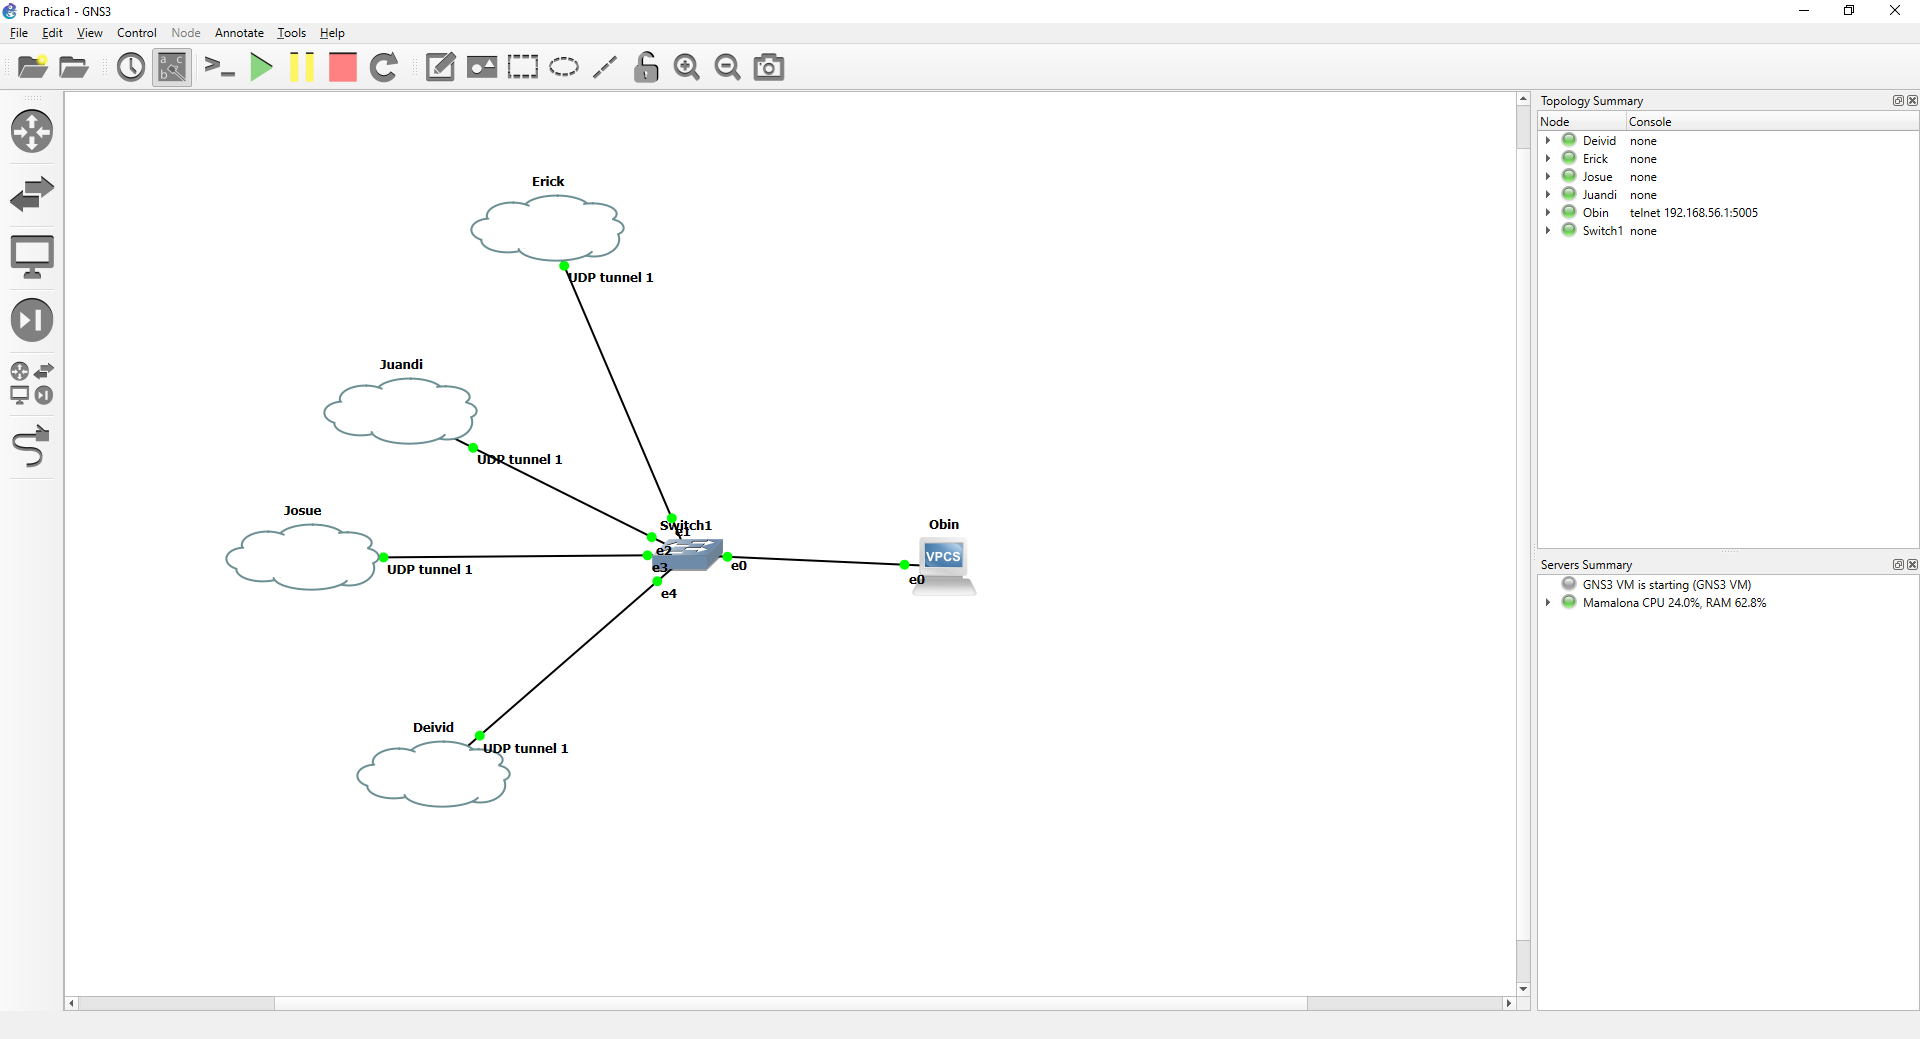 Practica1 - GNS3
File Edit View Control Node Annotate Tools Help
Erick
UDP tunnel 1
Juandi
UDP tunnel 1
Josue
UDP tunnel 1
Switch1
e1
e2
e3
e0
e4
Obin
VPCS
e0
Deivid
UDP tunnel 1
Topology Summary
Node Console
Deivid none
Erick none
Josue none
Juandi none
Obin telnet 192.168.56.1:5005
Switch1 none
Servers Summary
GNS3 VM is starting (GNS3 VM)
Mamalona CPU 24.0%, RAM 62.8%